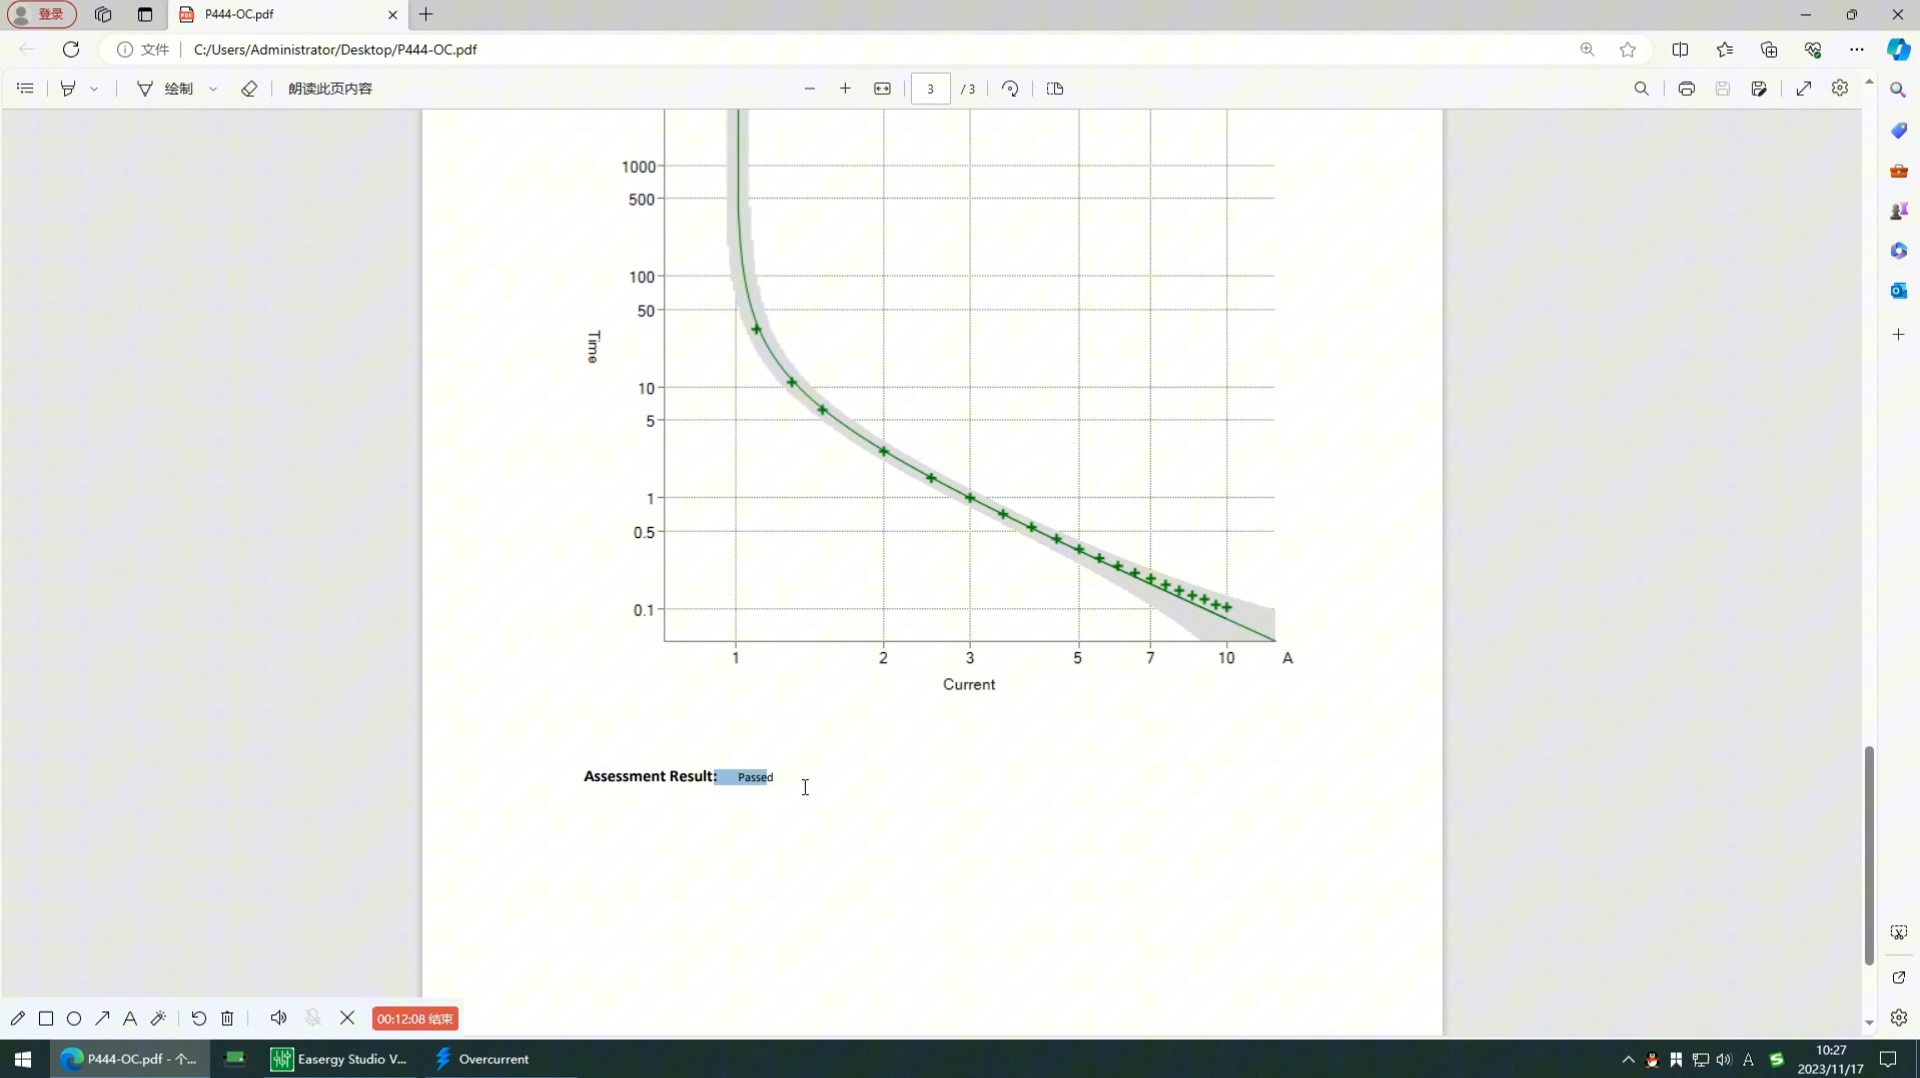 登录
P444-OC.pdf
文件
C:/Users/Administrator/Desktop/P444-OC.pdf
绘制
朗读此页内容
3
/ 3
1000
500
100
50
10
5
1
0.5
0.1
Time
1
2
3
5
7
10
A
Current
Assessment Result: Passed
00:12:08 结束
P444-OC.pdf - 个...
Easergy Studio V...
Overcurrent
A
10:27
2023/11/17